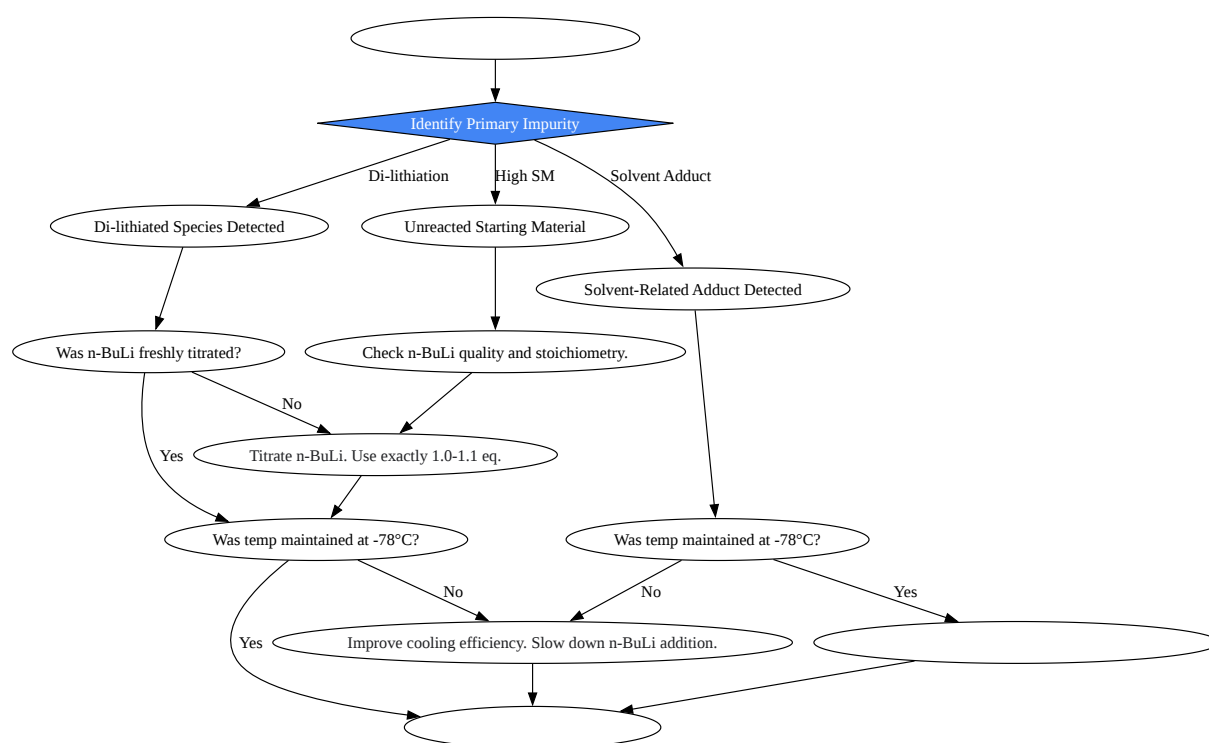 Identify Primary Impurity
Di-lithiation
High SM
Solvent Adduct
Di-lithiated Species Detected
Unreacted Starting Material
Solvent-Related Adduct Detected
Was n-BuLi freshly titrated?
Check n-BuLi quality and stoichiometry.
No
Yes
Titrate n-BuLi. Use exactly 1.0-1.1 eq.
Was temp maintained at -78°C?
Was temp maintained at -78°C?
No
No
Yes
Yes
Improve cooling efficiency. Slow down n-BuLi addition.